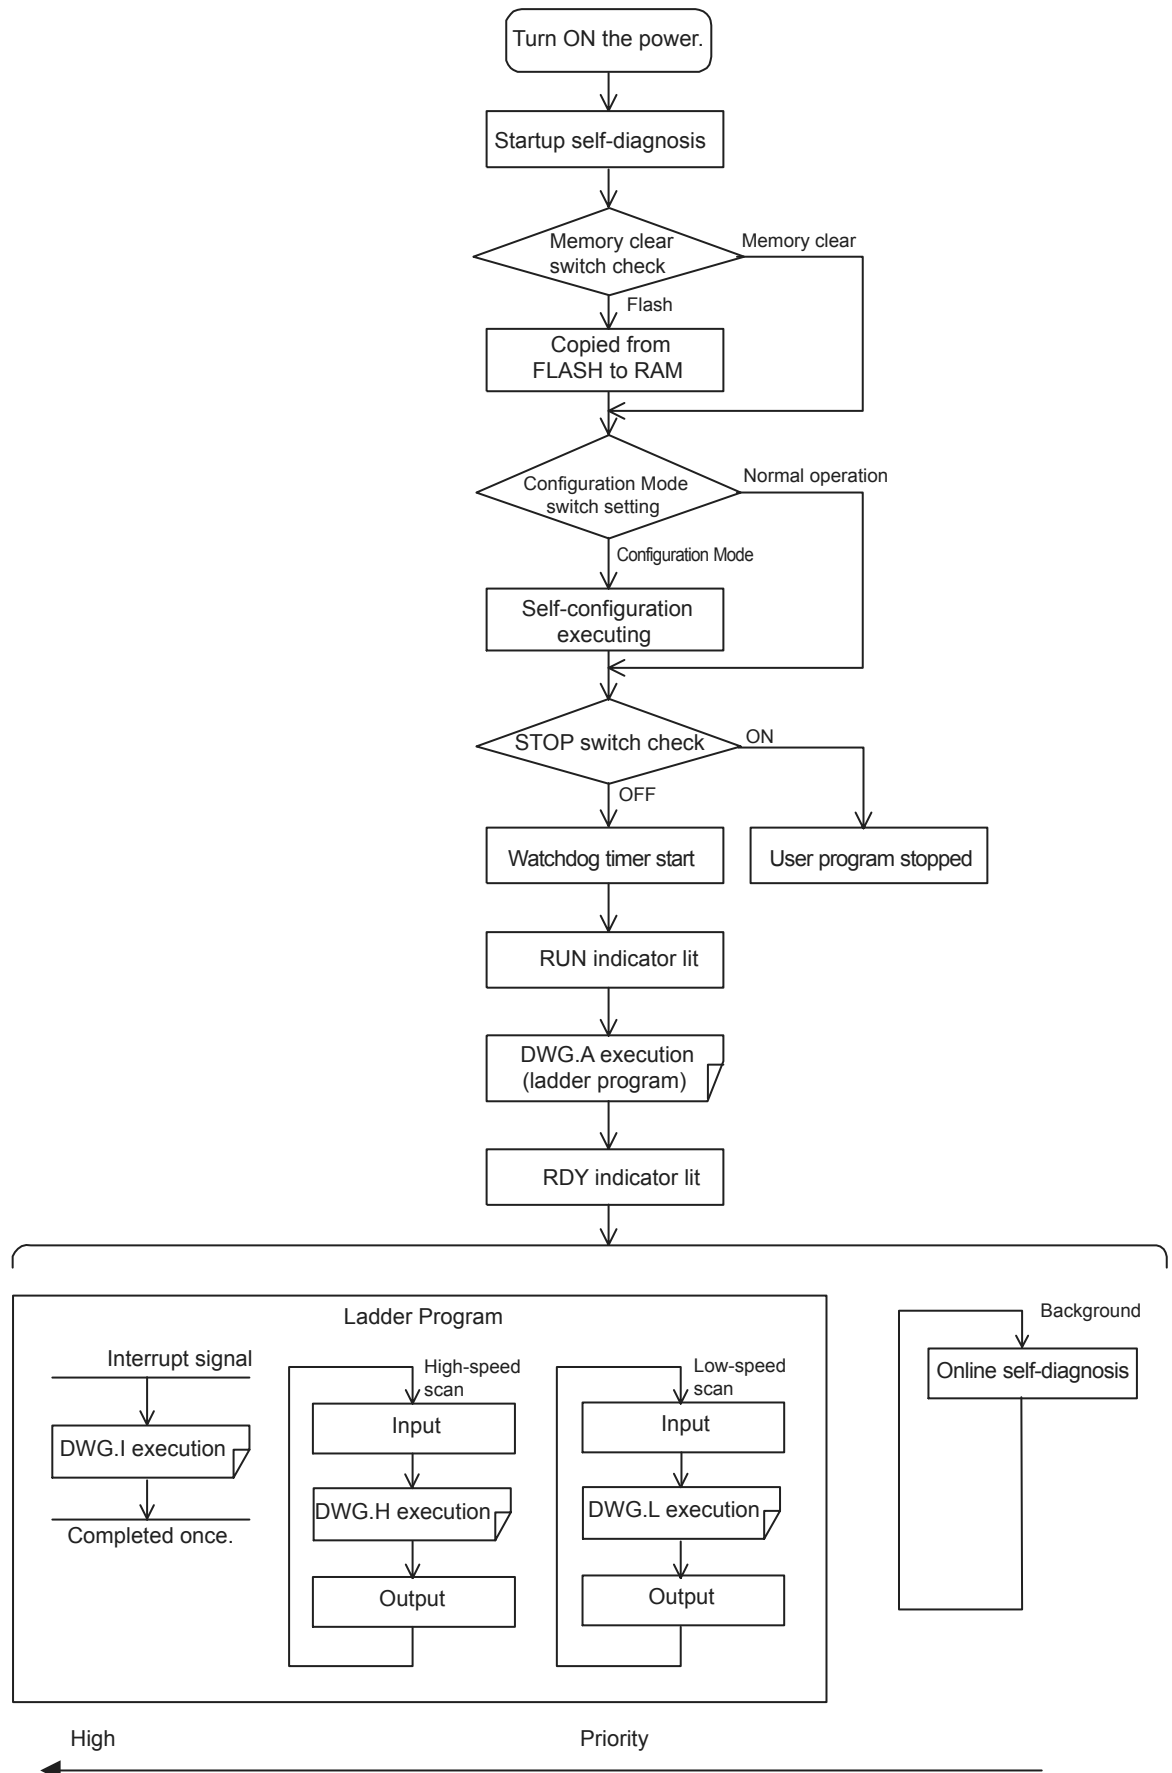 Turn ON the power.
Startup self-diagnosis
Memory clear
switch check
Memory clear
Flash
Copied from
FLASH to RAM
Configuration Mode
switch setting
Normal operation
Configuration Mode
Self-configuration
executing
STOP switch check
ON
OFF
Watchdog timer start
User program stopped
RUN indicator lit
DWG.A execution
(ladder program)
RDY indicator lit
Ladder Program
Interrupt signal
DWG.I execution
Completed once.
High-speed
scan
Input
DWG.H execution
Output
Low-speed
scan
Input
DWG.L execution
Output
Background
Online self-diagnosis
High
Priority